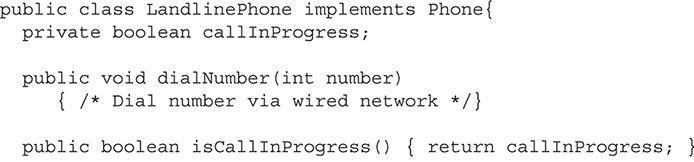 public class LandlinePhone implements Phone{
  private boolean callInProgress;

  public void dialNumber(int number)
     { /* Dial number via wired network */}

  public boolean isCallInProgress() { return callInProgress; }